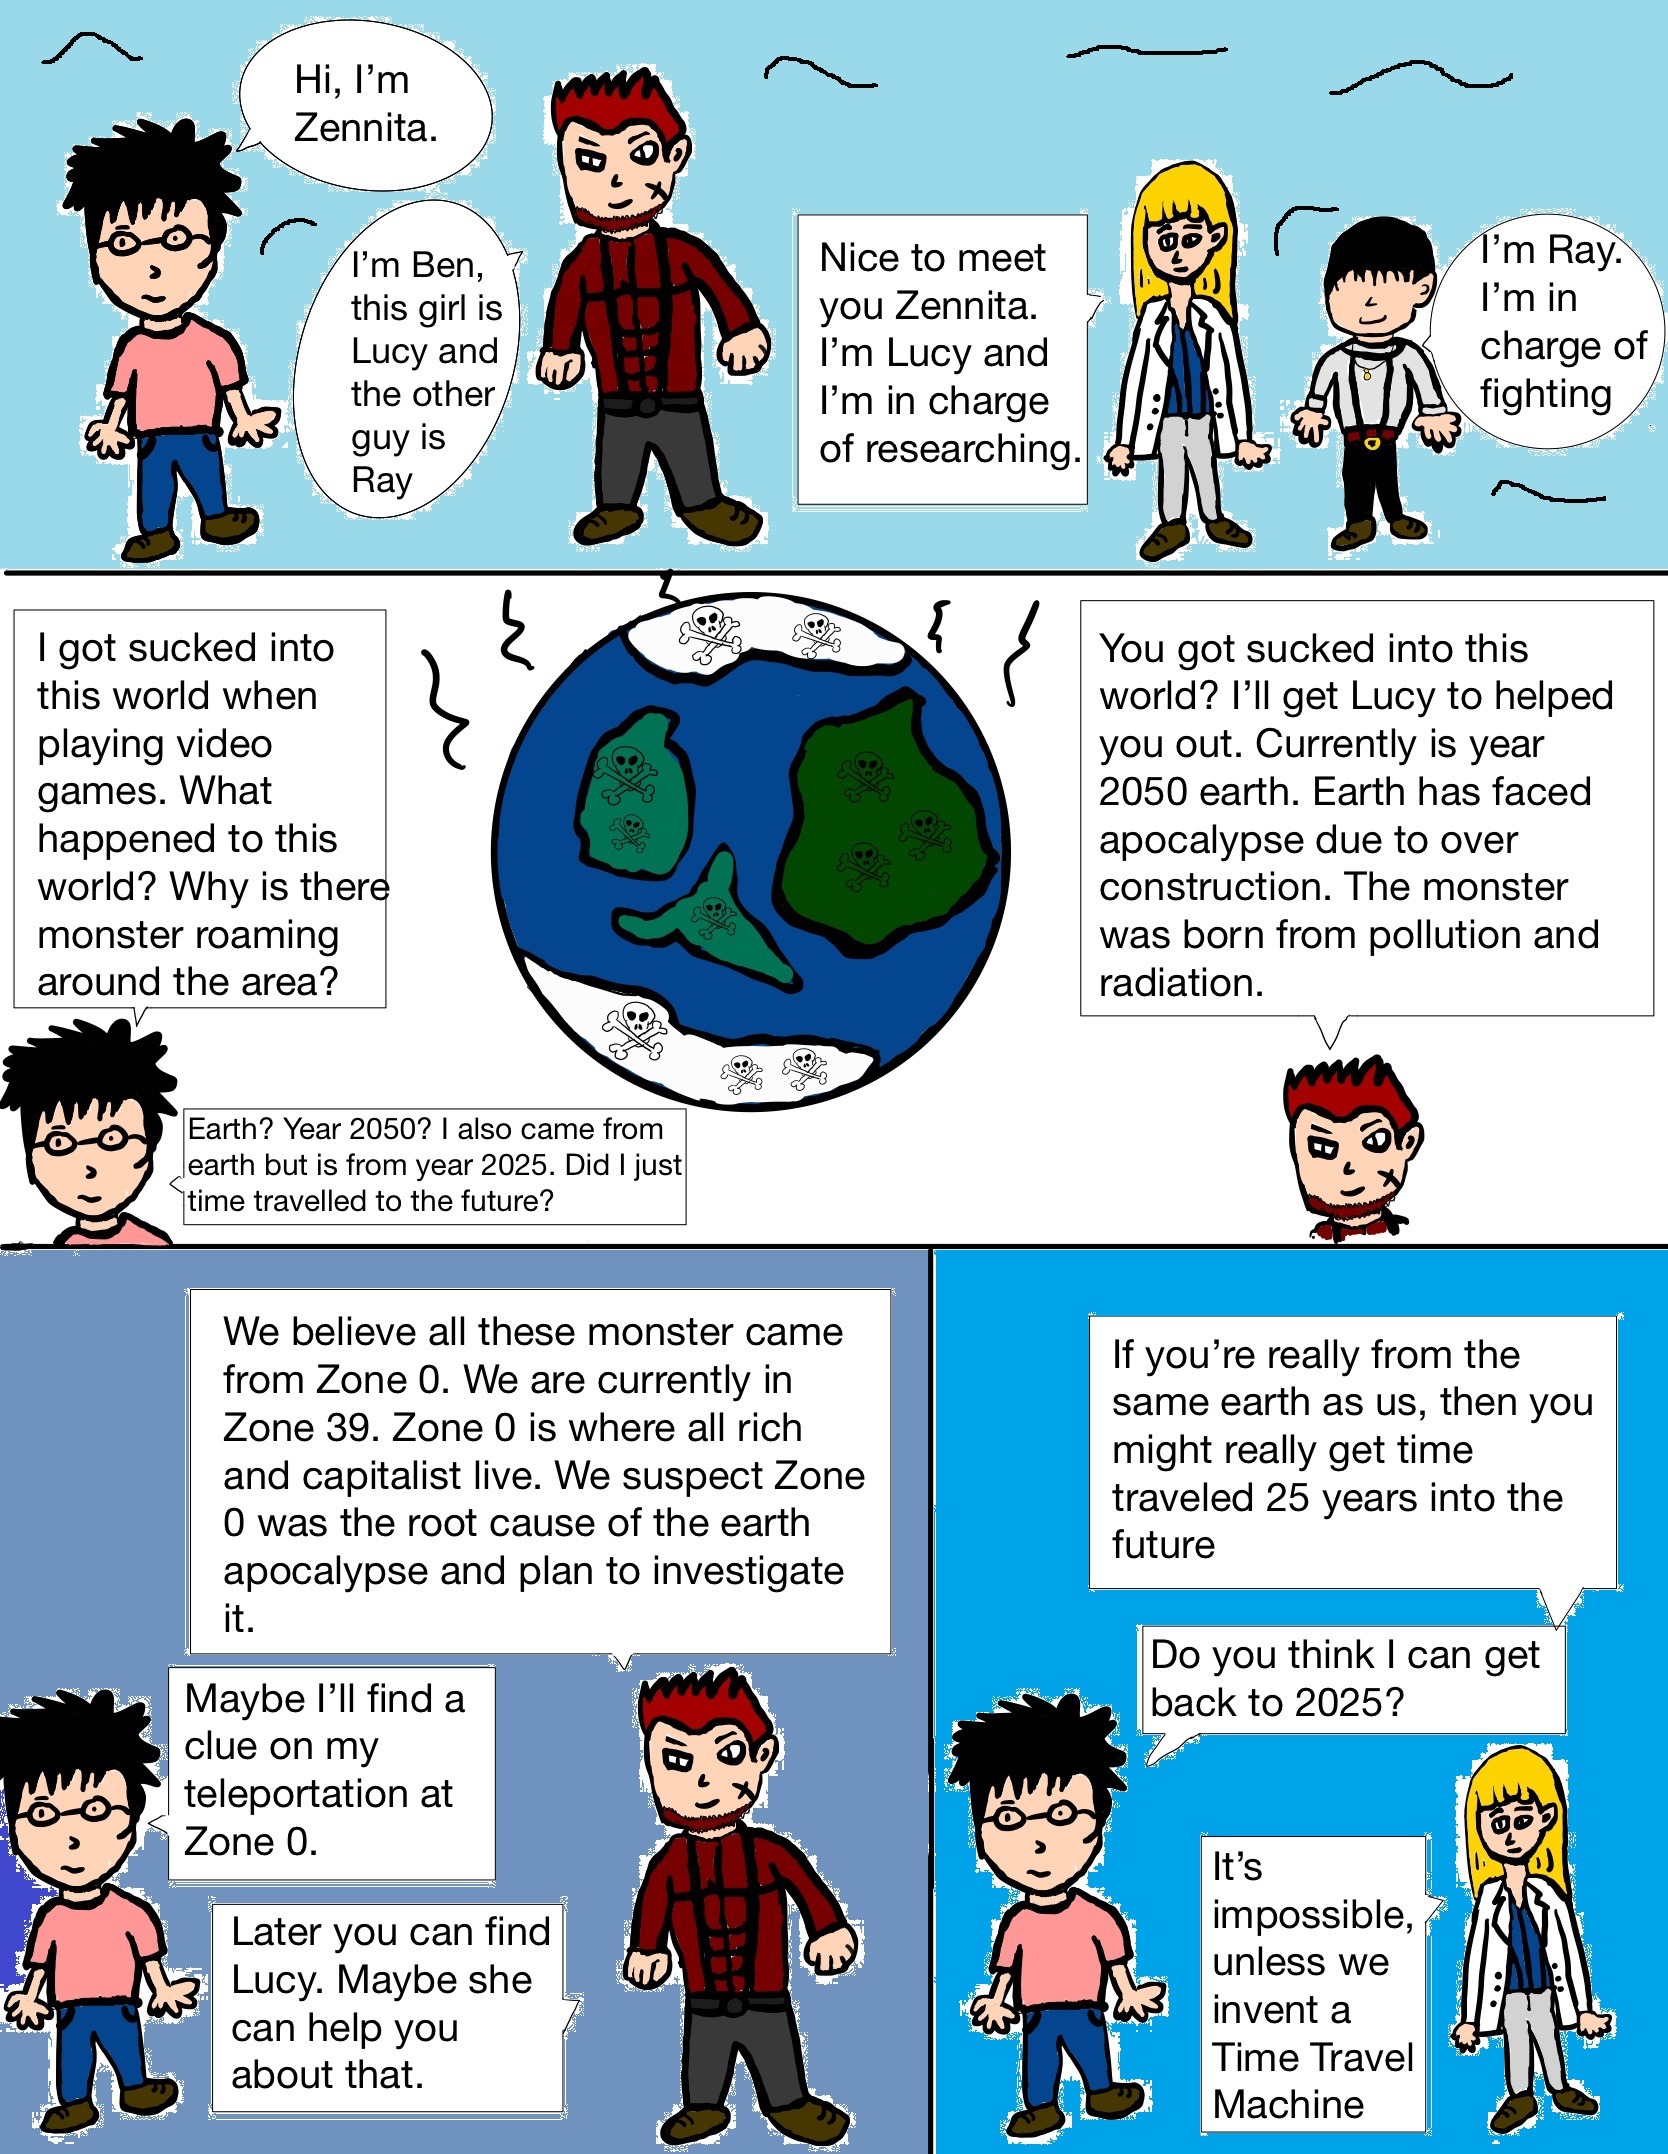 Hi, I'm
Zennita.
I'm Ben,
this girl is
Lucy and
the other
guy is
Ray
Nice to meet
you Zennita.
I'm Lucy and
I'm in charge
of researching.
I'm Ray.
I'm in
charge of
fighting
I got sucked into
this world when
playing video
games. What
happened to this
world? Why is there
monster roaming
around the area?
You got sucked into this
world? I'll get Lucy to helped
you out. Currently is year
2050 earth. Earth has faced
apocalypse due to over
construction. The monster
was born from pollution and
radiation.
Earth? Year 2050? I also came from
earth but is from year 2025. Did I just
time travelled to the future?
We believe all these monster came
from Zone 0. We are currently in
Zone 39. Zone 0 is where all rich
and capitalist live. We suspect Zone
0 was the root cause of the earth
apocalypse and plan to investigate
it.
Maybe I'll find a
clue on my
teleportation at
Zone 0.
Later you can find
Lucy. Maybe she
can help you
about that.
If you're really from the
same earth as us, then you
might really get time
traveled 25 years into the
future
Do you think I can get
back to 2025?
It's
impossible,
unless we
invent a
Time Travel
Machine